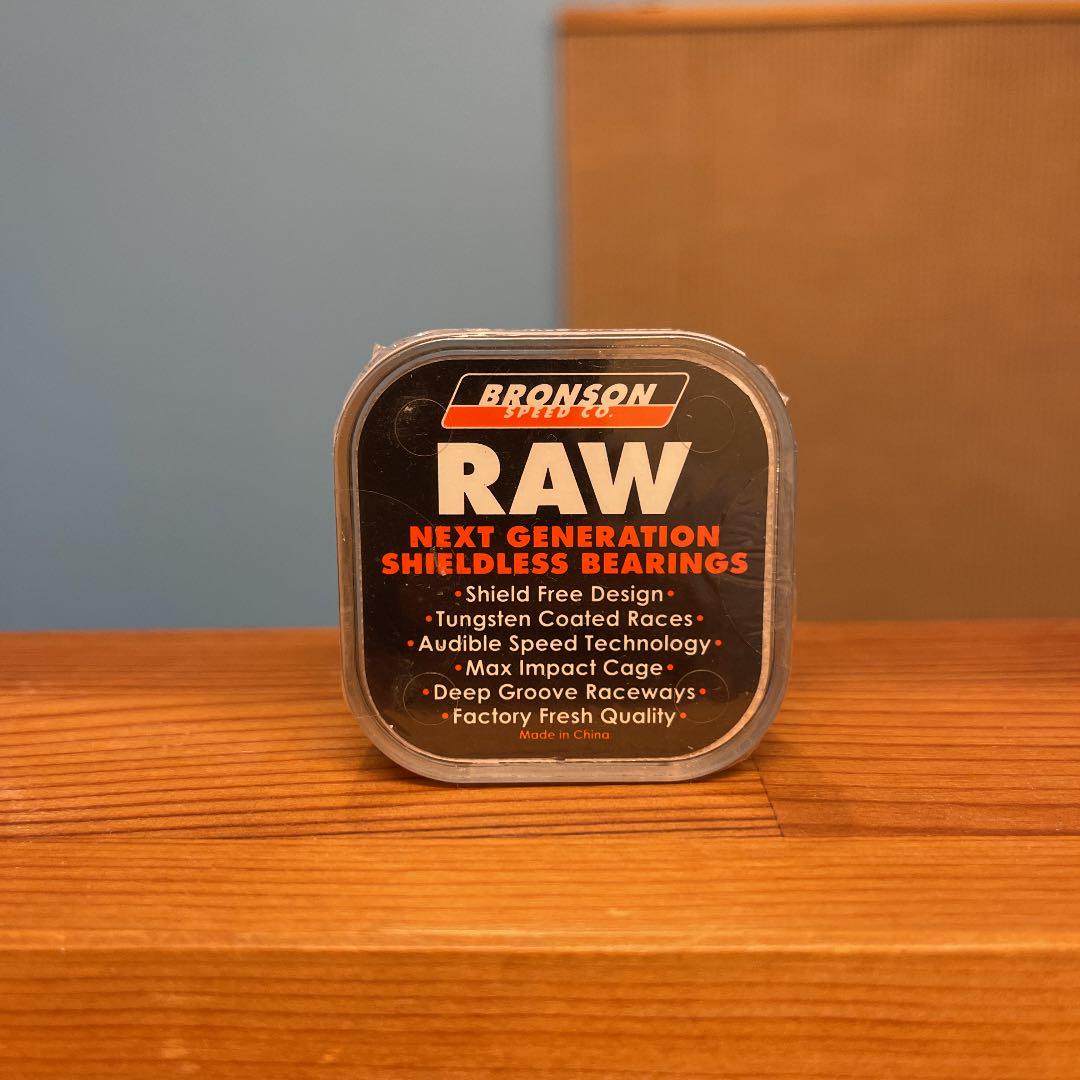 BRONSON
SPEED CO.
RAW
NEXT GENERATION
SHIELDLESS BEARINGS
•Shield Free Design•
•Tungsten Coated Races•
•Audible Speed Technology•
•Max Impact Cage•
•Deep Groove Raceways•
•Factory Fresh Quality•
Made in China